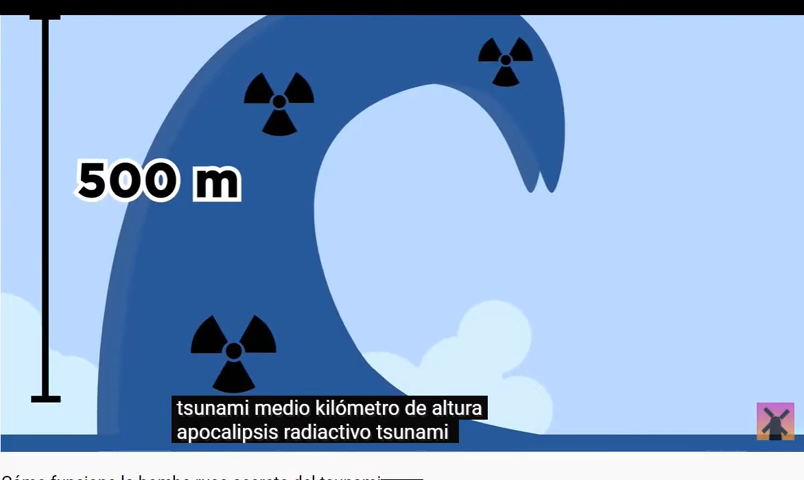 500 m
tsunami medio kilómetro de altura
apocalipsis radiactivo tsunami